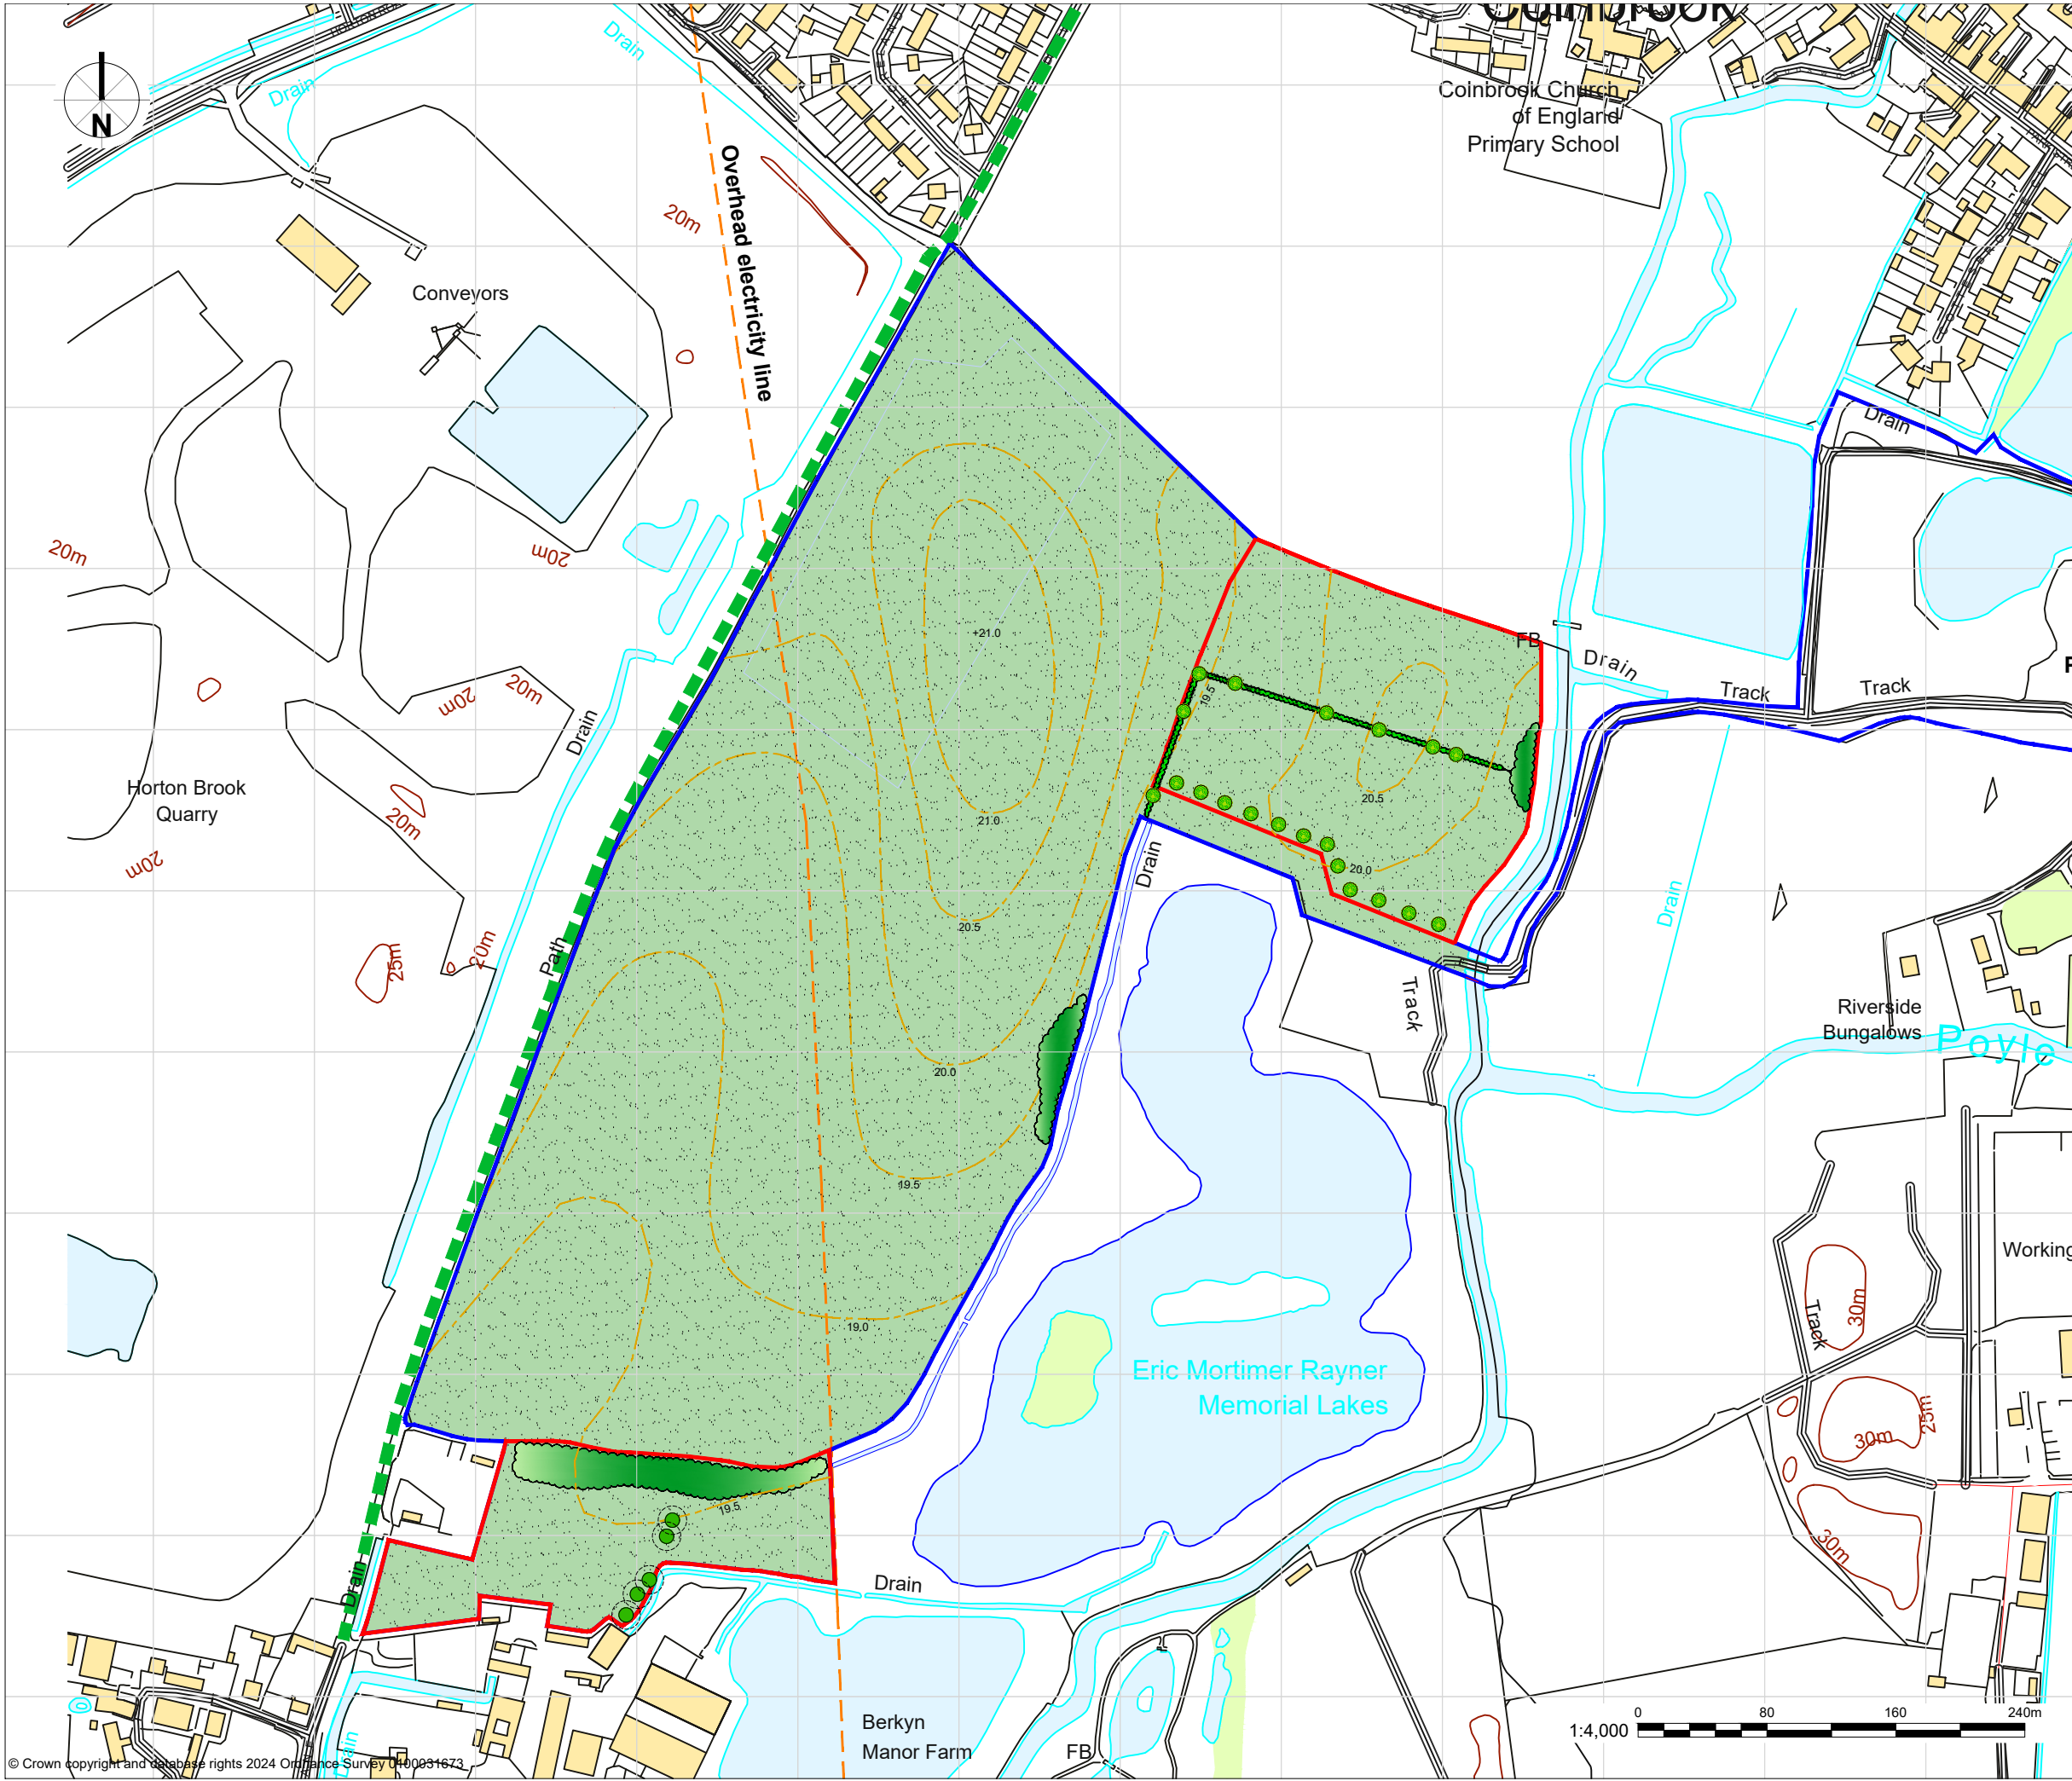 Colnbrook
Drain
Drain
N
Colnbrook Church
of England
Primary School
Overhead electricity line
20m
Conveyors
Drain
20m
20m
+21.0
FB
Drain
Track
Track
20m
20m
19.5
Drain
Horton Brook
Quarry
20m
20m
20.5
21.0
Drain
20.0
Drain
20.5
Path
20m
25m
Track
Riverside
Bungalows
Poyle
20.0
19.5
Working
30m
Track
19.0
Eric Mortimer Rayner
Memorial Lakes
25m
30m
19.5
30m
Drain
Drain
Berkyn
Manor Farm
FB
Drain
0 80 160 240m
1:4,000
© Crown copyright and database rights 2024 Ordnance Survey 0100031673